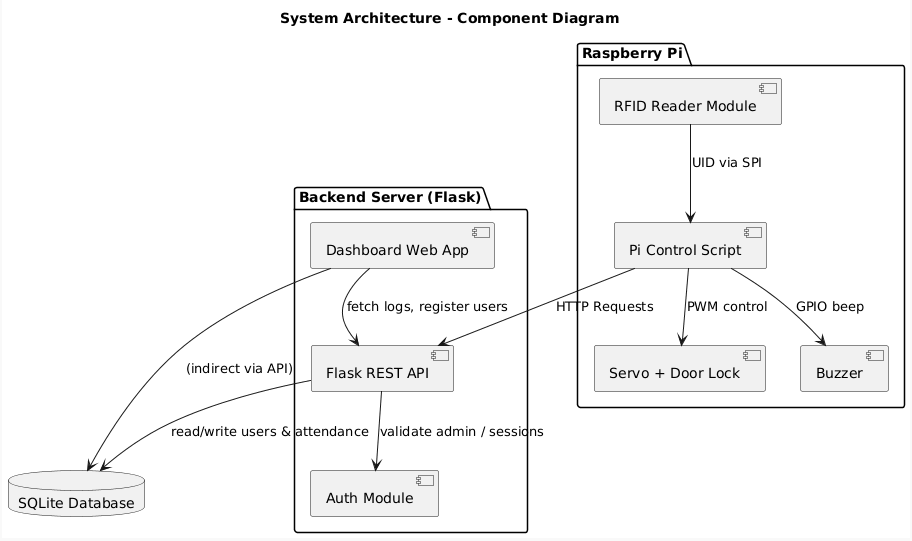 System Architecture - Component Diagram
Raspberry Pi
RFID Reader Module
UID via SPI
Backend Server (Flask)
Dashboard Web App
Pi Control Script
fetch logs, register users
HTTP Requests
PWM control
GPIO beep
(indirect via API)
Flask REST API
Servo + Door Lock
Buzzer
read/write users & attendance
validate admin / sessions
SQLite Database
Auth Module